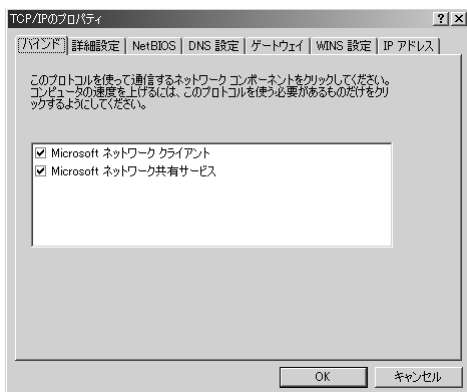 TCP/IPのプロパティ
バインド 詳細設定 NetBIOS DNS 設定 ゲートウェイ WINS 設定 IP アドレス
このプロトコルを使って通信するネットワーク コンポーネントをクリックしてください。
コンピュータの速度を上げるには、このプロトコルを使う必要があるものだけをクリ
ックするようにしてください。
Microsoft ネットワーク クライアント
Microsoft ネットワーク共有サービス
OK キャンセル